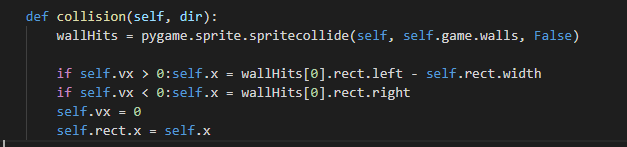 def collision(self, dir):
    wallHits = pygame.sprite.spritecollide(self, self.game.walls, False)

    if self.vx > 0:self.x = wallHits[0].rect.left - self.rect.width
    if self.vx < 0:self.x = wallHits[0].rect.right
    self.vx = 0
    self.rect.x = self.x